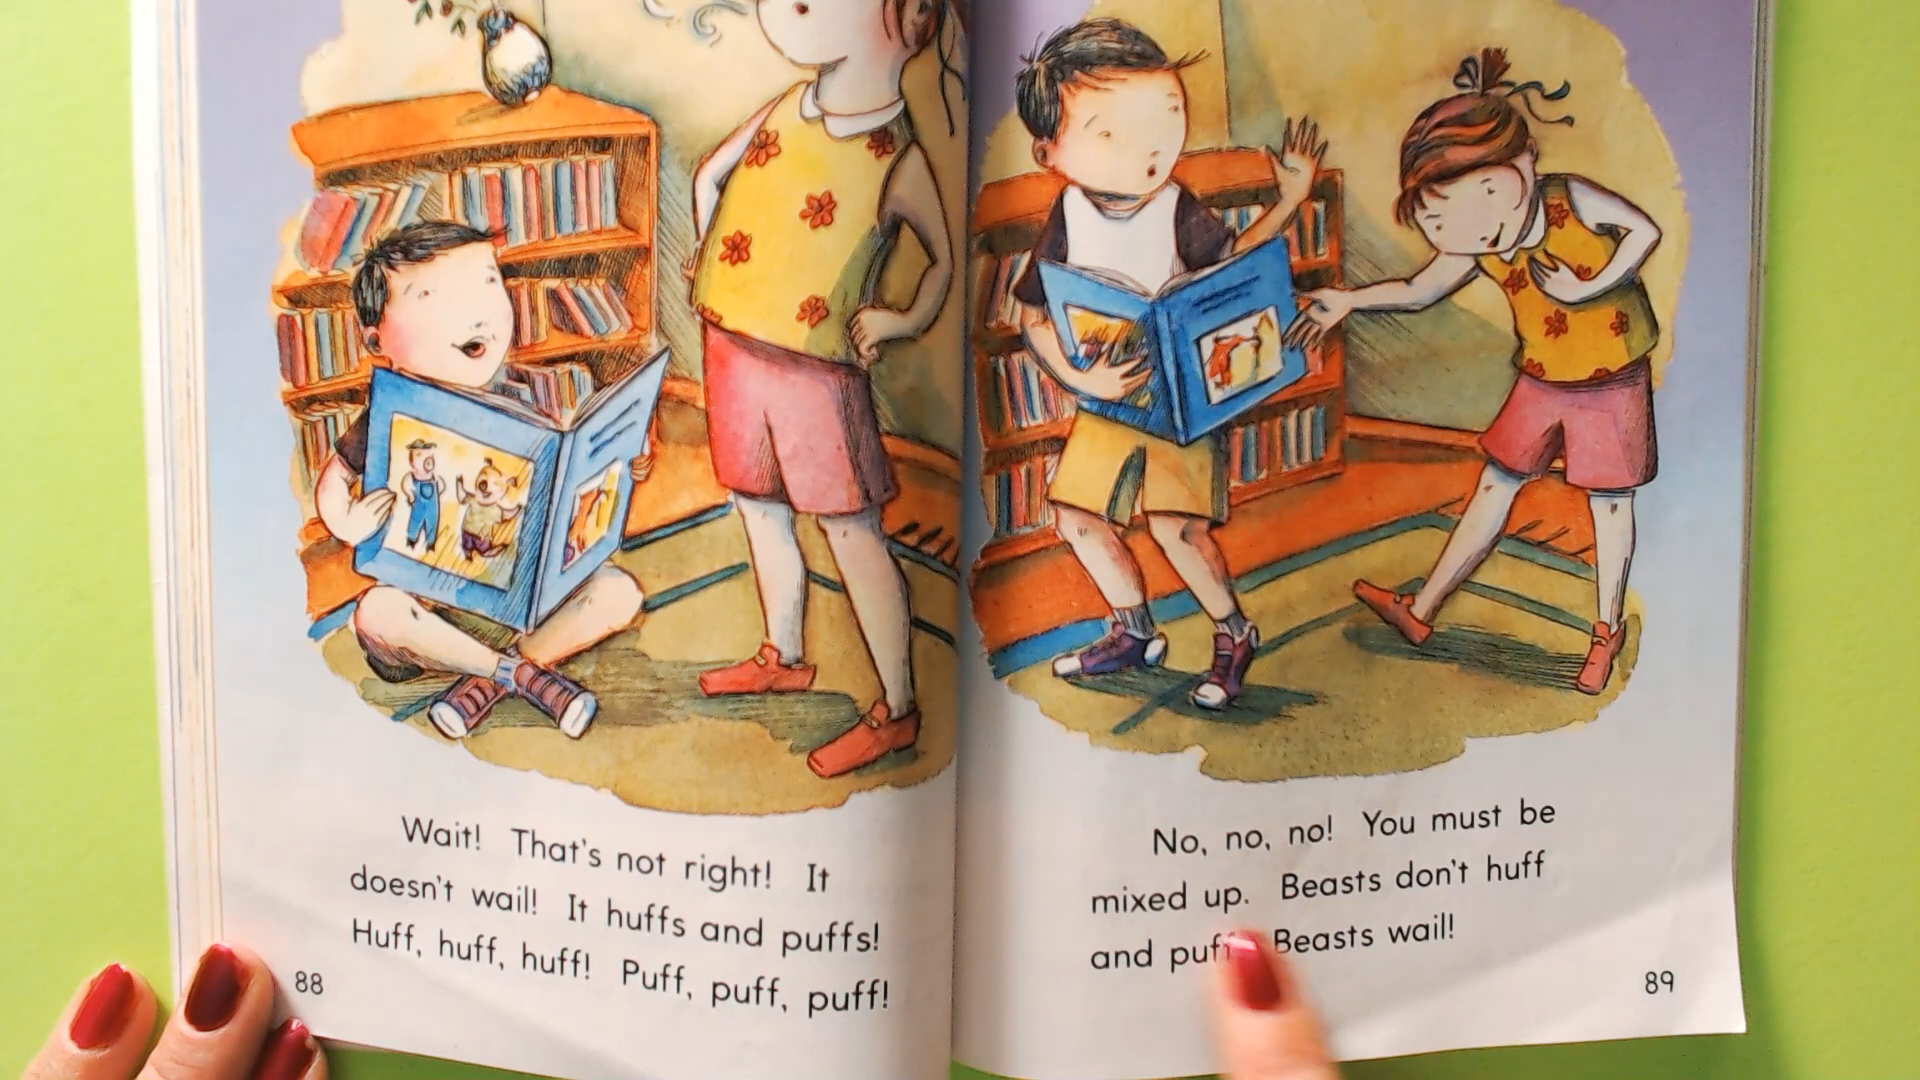 Wait! That's not right! It
doesn't wail! It huffs and puffs!
Huff, huff, huff! Puff, puff, puff!
88
No, no, no! You must be
mixed up. Beasts don't huff
and puff Beasts wail!
89